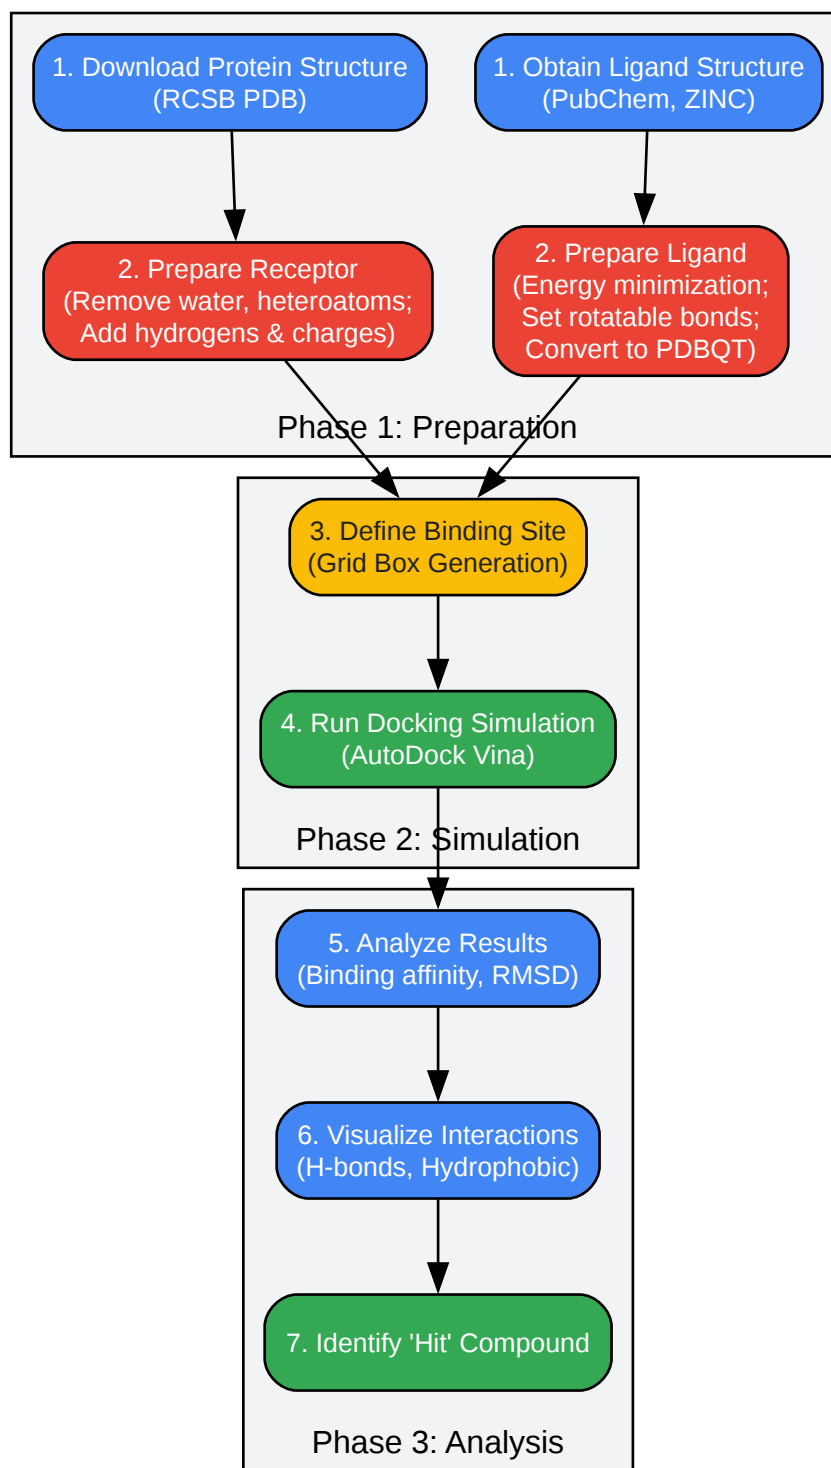 1. Download Protein Structure
(RCSB PDB)
1. Obtain Ligand Structure
(PubChem, ZINC)
2. Prepare Receptor
(Remove water, heteroatoms;
Add hydrogens & charges)
2. Prepare Ligand
(Energy minimization;
Set rotatable bonds;
Convert to PDBQT)
Phase 1: Preparation
3. Define Binding Site
(Grid Box Generation)
4. Run Docking Simulation
(AutoDock Vina)
Phase 2: Simulation
5. Analyze Results
(Binding affinity, RMSD)
6. Visualize Interactions
(H-bonds, Hydrophobic)
7. Identify 'Hit' Compound
Phase 3: Analysis